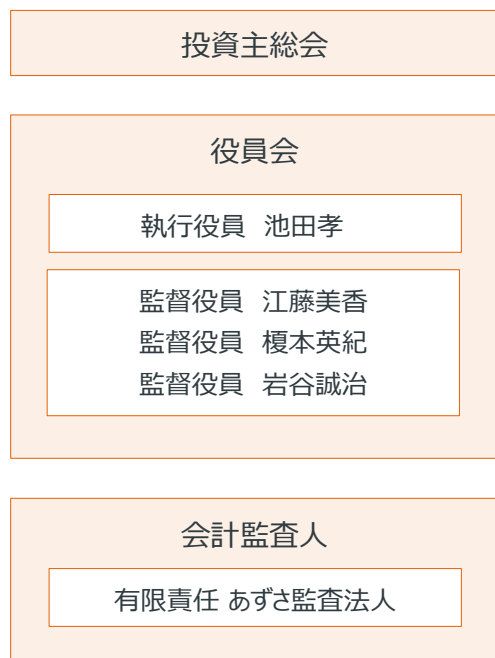 投資主総会
役員会
執行役員 池田孝
監督役員 江藤美香
監督役員 榎本英紀
監督役員 岩谷誠治
会計監査人
有限責任 あずさ監査法人